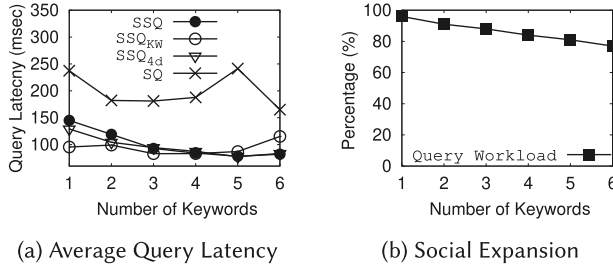 Query Latecny (msec)
350
300
250
200
150
100
SSQ
SSQKW
SSQ4d
SQ
1 2 3 4 5 6
Number of Keywords
(a) Average Query Latency
Percentage (%)
100
80
60
40
20
0
Query Workload
1 2 3 4 5 6
Number of Keywords
(b) Social Expansion